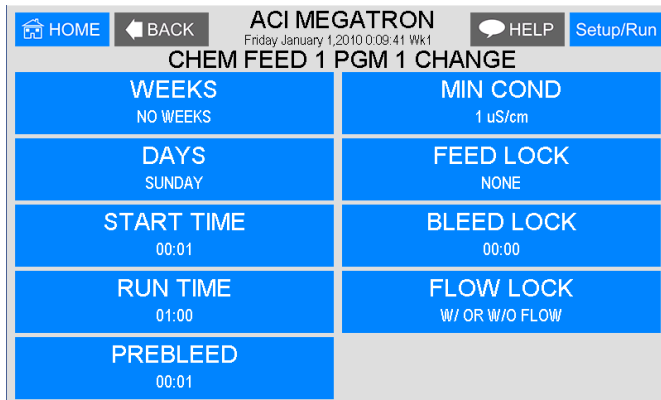 HOME
BACK
ACI MEGATRON
Friday January 1,2010 0:09:41 Wk1
HELP
Setup/Run
CHEM FEED 1 PGM 1 CHANGE
WEEKS
NO WEEKS
MIN COND
1 uS/cm
DAYS
SUNDAY
FEED LOCK
NONE
START TIME
00:01
BLEED LOCK
00:00
RUN TIME
01:00
FLOW LOCK
W/ OR W/O FLOW
PREBLEED
00:01